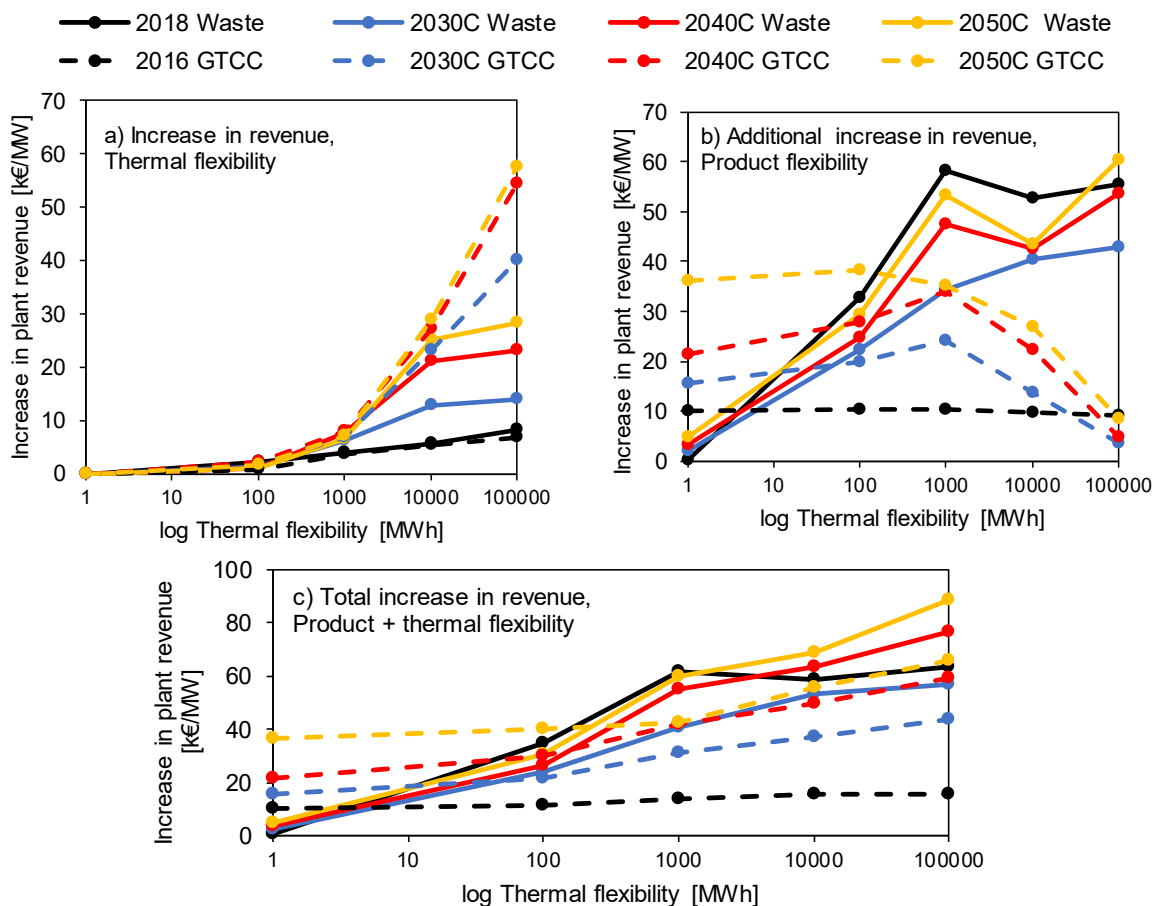 2018 Waste 2030C Waste 2040C Waste 2050C Waste
2016 GTCC 2030C GTCC 2040C GTCC 2050C GTCC
Increase in plant revenue [k€/MW]
70
60
50
40
30
20
10
0
a) Increase in revenue,
Thermal flexibility
1 10 100 1000 10000 100000
log Thermal flexibility [MWh]
Increase in plant revenue [k€/MW]
70
60
50
40
30
20
10
0
b) Additional increase in revenue,
Product flexibility
1 10 100 1000 10000 100000
log Thermal flexibility [MWh]
Increase in plant revenue
[k€/MW]
100
80
60
40
20
0
c) Total increase in revenue,
Product + thermal flexibility
1 10 100 1000 10000 100000
log Thermal flexibility [MWh]